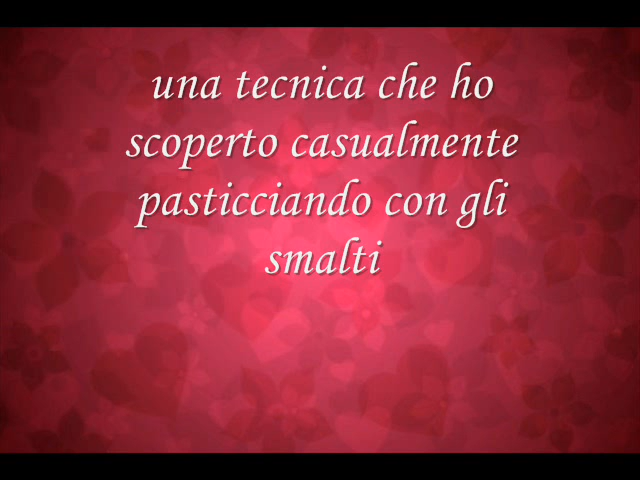 una tecnica che ho
scoperto casualmente
pasticciando con gli
smalti